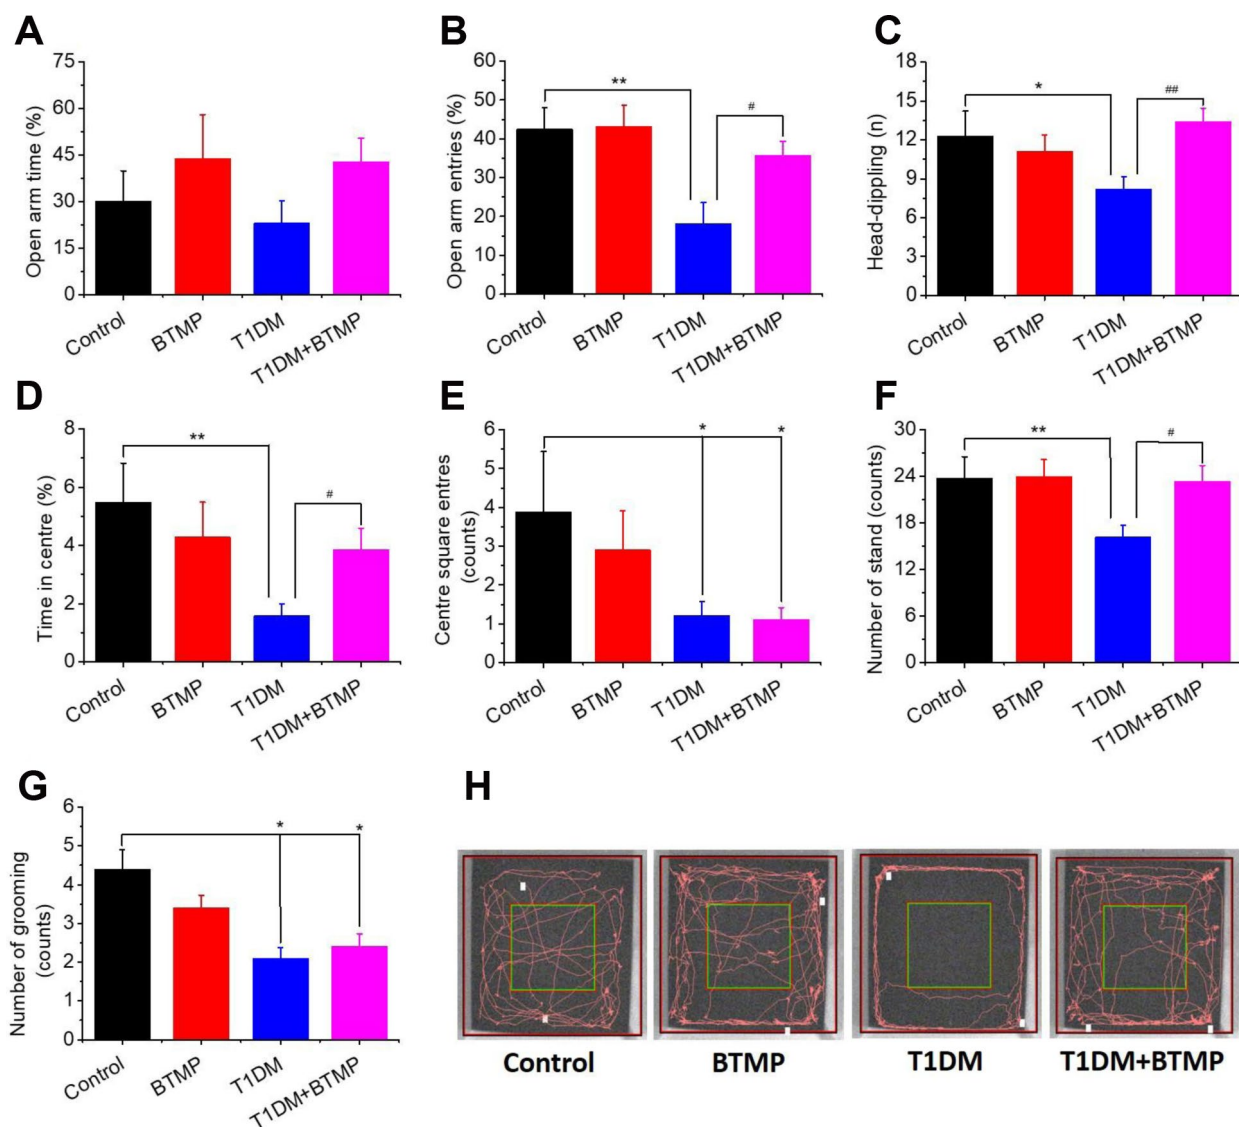 A
Open arm time (%)
75
60
45
30
15
0
Control
BTMP
T1DM
T1DM+BTMP
B
Open arm entries (%)
60
50
40
30
20
10
0
**
#
Control
BTMP
T1DM
T1DM+BTMP
C
Head-dippling (n)
18
15
12
9
6
3
0
*
##
Control
BTMP
T1DM
T1DM+BTMP
D
Time in centre (%)
8
6
4
2
0
**
#
Control
BTMP
T1DM
T1DM+BTMP
E
Centre square entres
(counts)
6
5
4
3
2
1
0
*
*
Control
BTMP
T1DM
T1DM+BTMP
F
Number of stand (counts)
30
24
18
12
6
0
**
#
Control
BTMP
T1DM
T1DM+BTMP
G
Number of grooming
(counts)
6
5
4
3
2
1
0
*
*
Control
BTMP
T1DM
T1DM+BTMP
H
Control
BTMP
T1DM
T1DM+BTMP